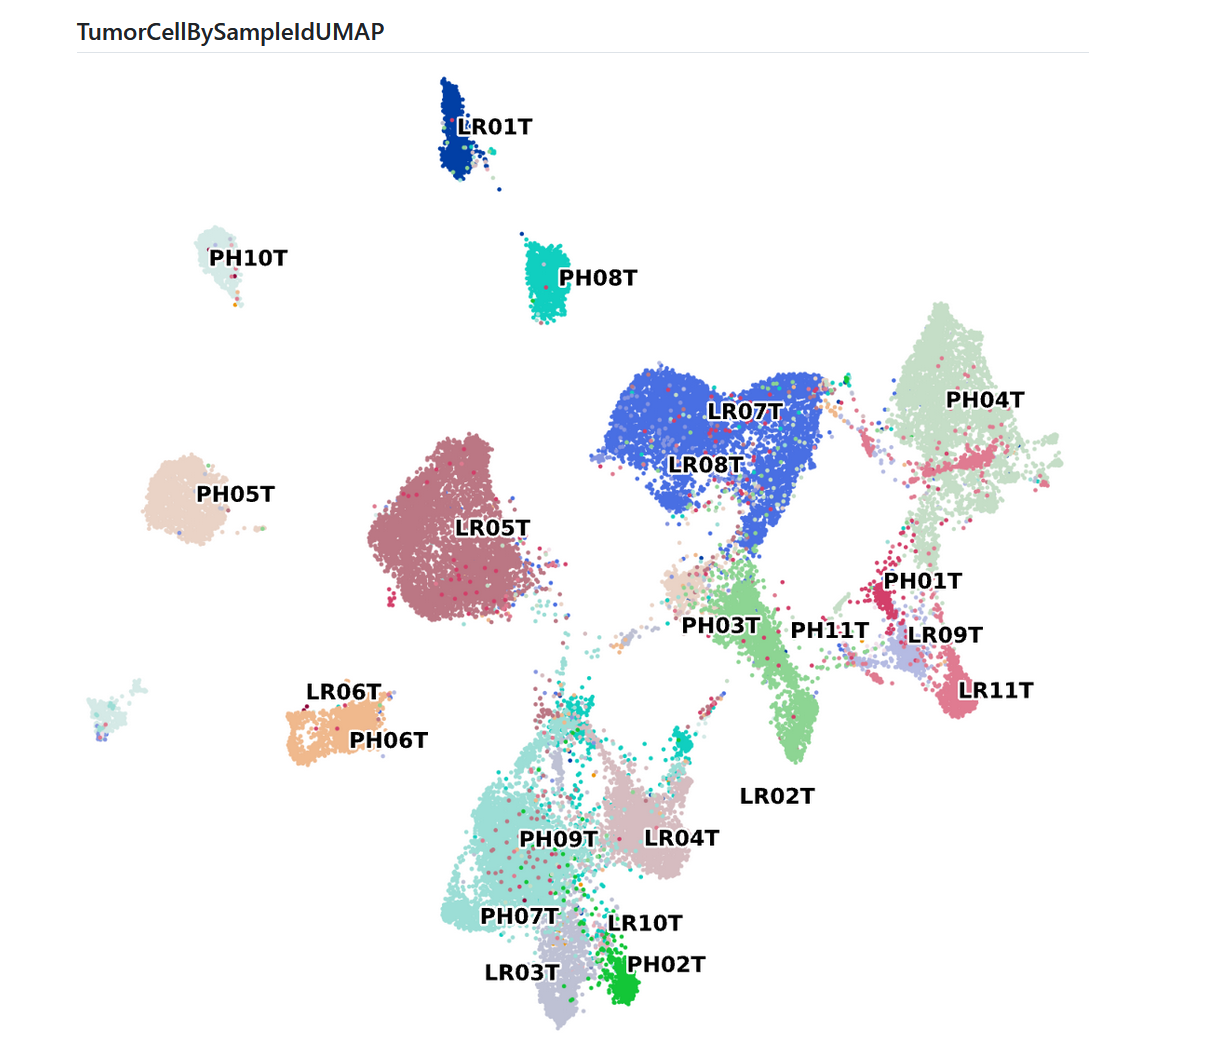 TumorCellBySampleIdUMAP
LR01T
PH10T
PH08T
PH04T
LR07T
LR08T
PH05T
LR05T
PH01T
PH03T
PH11T
LR09T
LR11T
LR06T
PH06T
LR02T
PH09T
LR04T
PH07T
LR10T
PH02T
LR03T